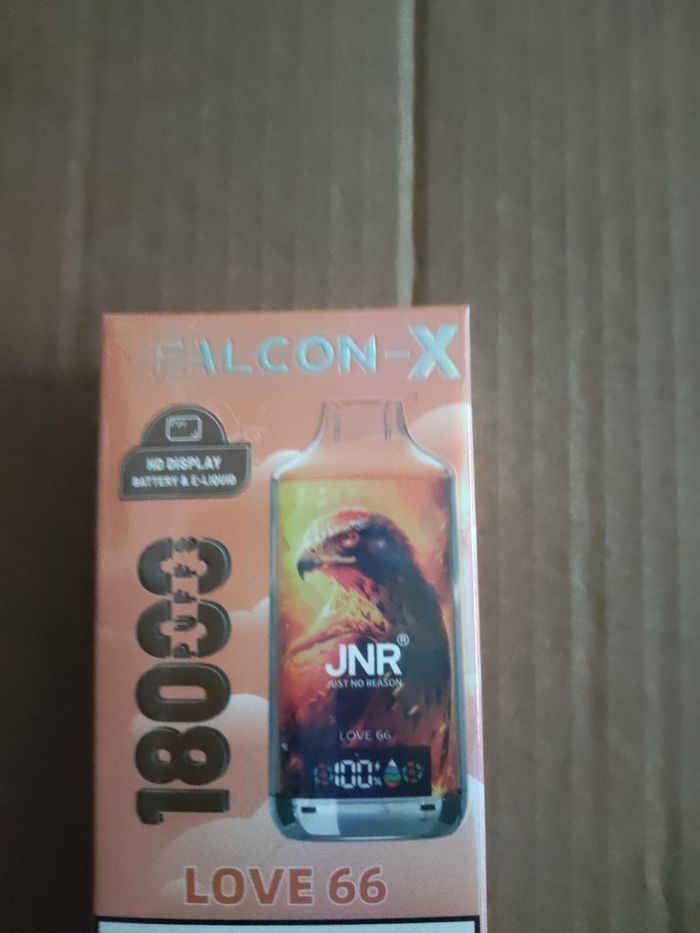 FALCON-X
HD DISPLAY
BATTERY & E-LIQUID
18000
PUFFS
JNR®
JUST NO REASON
LOVE 66
100%
LOVE 66